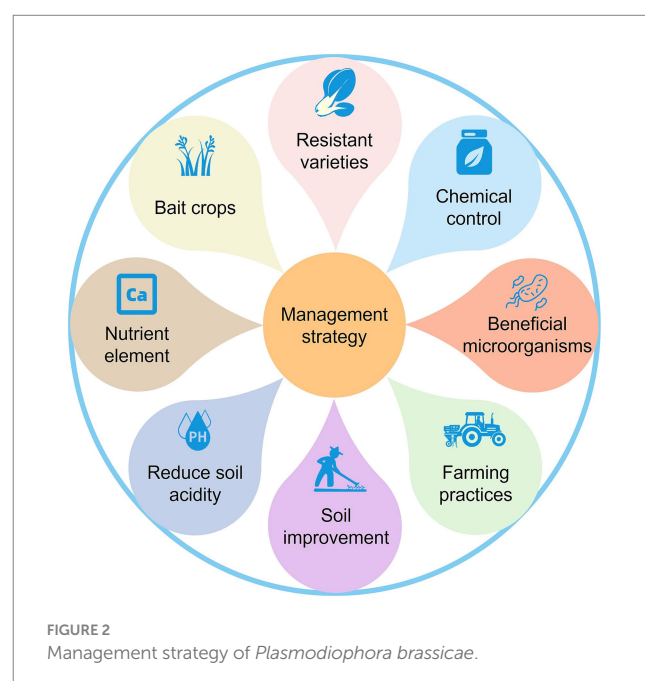 Resistant
varieties
Chemical
control
Beneficial
microorganisms
Farming
practices
Soil
improvement
PH
Reduce soil
acidity
Ca
Nutrient
element
Bait crops
Management
strategy
FIGURE 2
Management strategy of Plasmodiophora brassicae.